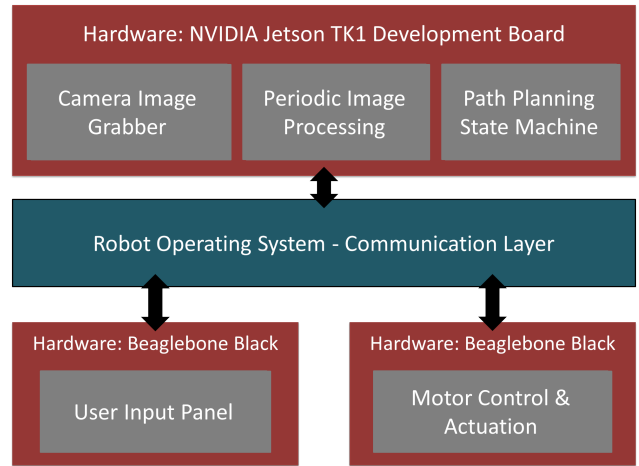 Hardware: NVIDIA Jetson TK1 Development Board
Camera Image
Grabber
Periodic Image
Processing
Path Planning
State Machine
Robot Operating System - Communication Layer
Hardware: Beaglebone Black
User Input Panel
Hardware: Beaglebone Black
Motor Control &
Actuation